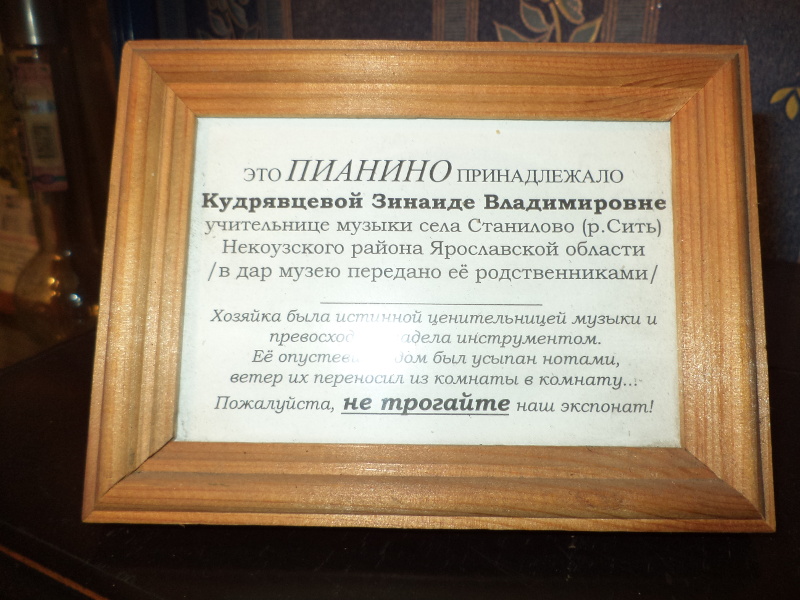 ЭТО ПИАНИНО ПРИНАДЛЕЖАЛО
Кудрявцевой Зинаиде Владимировне
учительнице музыки села Станилово (р.Сить)
Некоузского района Ярославской области
/в дар музею передано её родственниками/
Хозяйка была истинной ценительницей музыки и
инструментом.
Её дом был усыпан нотами,
ветер их переносил из комнаты в комнату...
Пожалуйста, не трогайте наш экспонат!